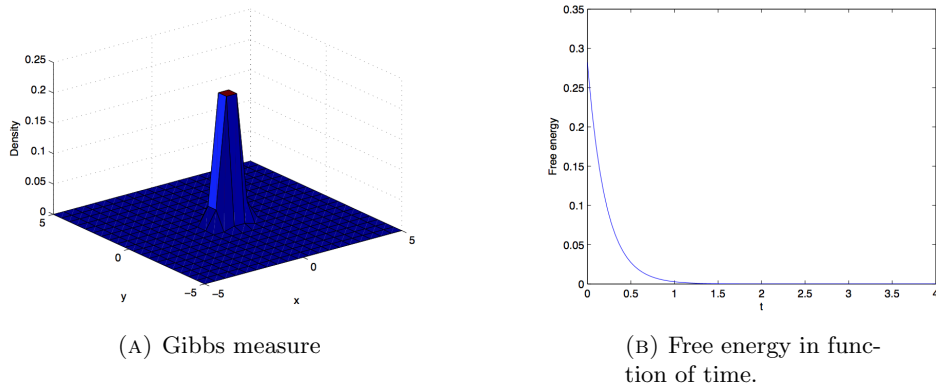 0.25
0.2
0.15
0.1
0.05
0
Density
5
0
−5
y
−5
0
5
x
(A) Gibbs measure
0.35
0.3
0.25
0.2
0.15
0.1
0.05
0
Free energy
0 0.5 1 1.5 2 2.5 3 3.5 4
t
(B) Free energy in func-
tion of time.